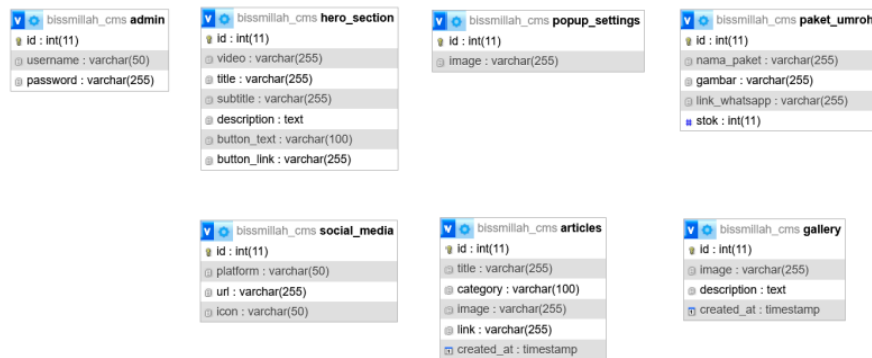 bissmillah_cms admin
id : int(11)
username : varchar(50)
password : varchar(255)
bissmillah_cms hero_section
id : int(11)
video : varchar(255)
title : varchar(255)
subtitle : varchar(255)
description : text
button_text : varchar(100)
button_link : varchar(255)
bissmillah_cms popup_settings
id : int(11)
image : varchar(255)
bissmillah_cms paket_umroh
id : int(11)
nama_paket : varchar(255)
gambar : varchar(255)
link_whatsapp : varchar(255)
stok : int(11)
bissmillah_cms social_media
id : int(11)
platform : varchar(50)
url : varchar(255)
icon : varchar(50)
bissmillah_cms articles
id : int(11)
title : varchar(255)
category : varchar(100)
image : varchar(255)
link : varchar(255)
created_at : timestamp
bissmillah_cms gallery
id : int(11)
image : varchar(255)
description : text
created_at : timestamp